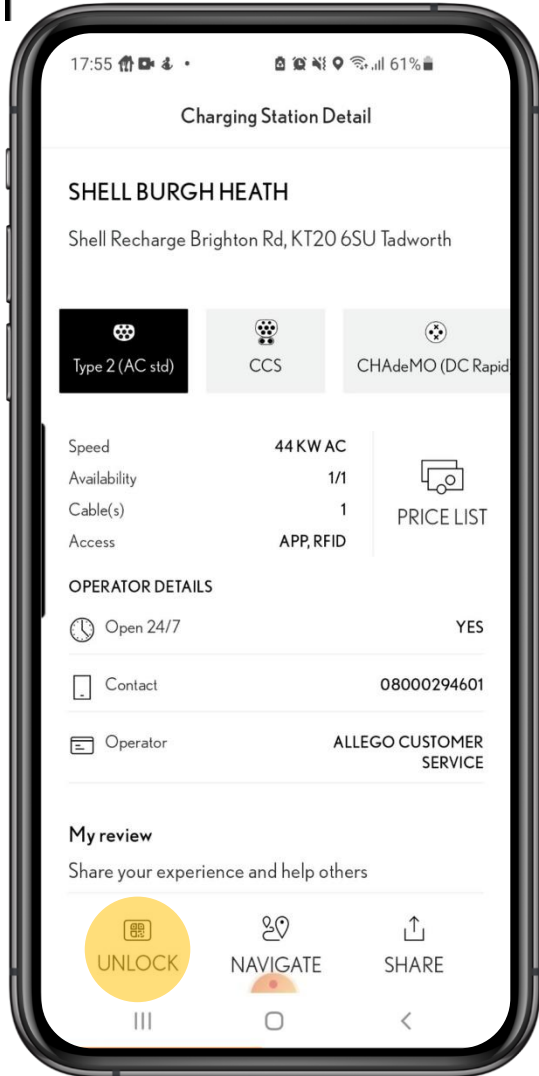 17:55 61%
Charging Station Detail
SHELL BURGH HEATH
Shell Recharge Brighton Rd, KT20 6SU Tadworth
Type 2 (AC std) CCS CHAdeMO (DC Rapid
Speed 44 KW AC
Availability 1/1
Cable(s) 1
Access APP, RFID
PRICE LIST
OPERATOR DETAILS
Open 24/7 YES
Contact 08000294601
Operator ALLEGO CUSTOMER
SERVICE
My review
Share your experience and help others
UNLOCK NAVIGATE SHARE